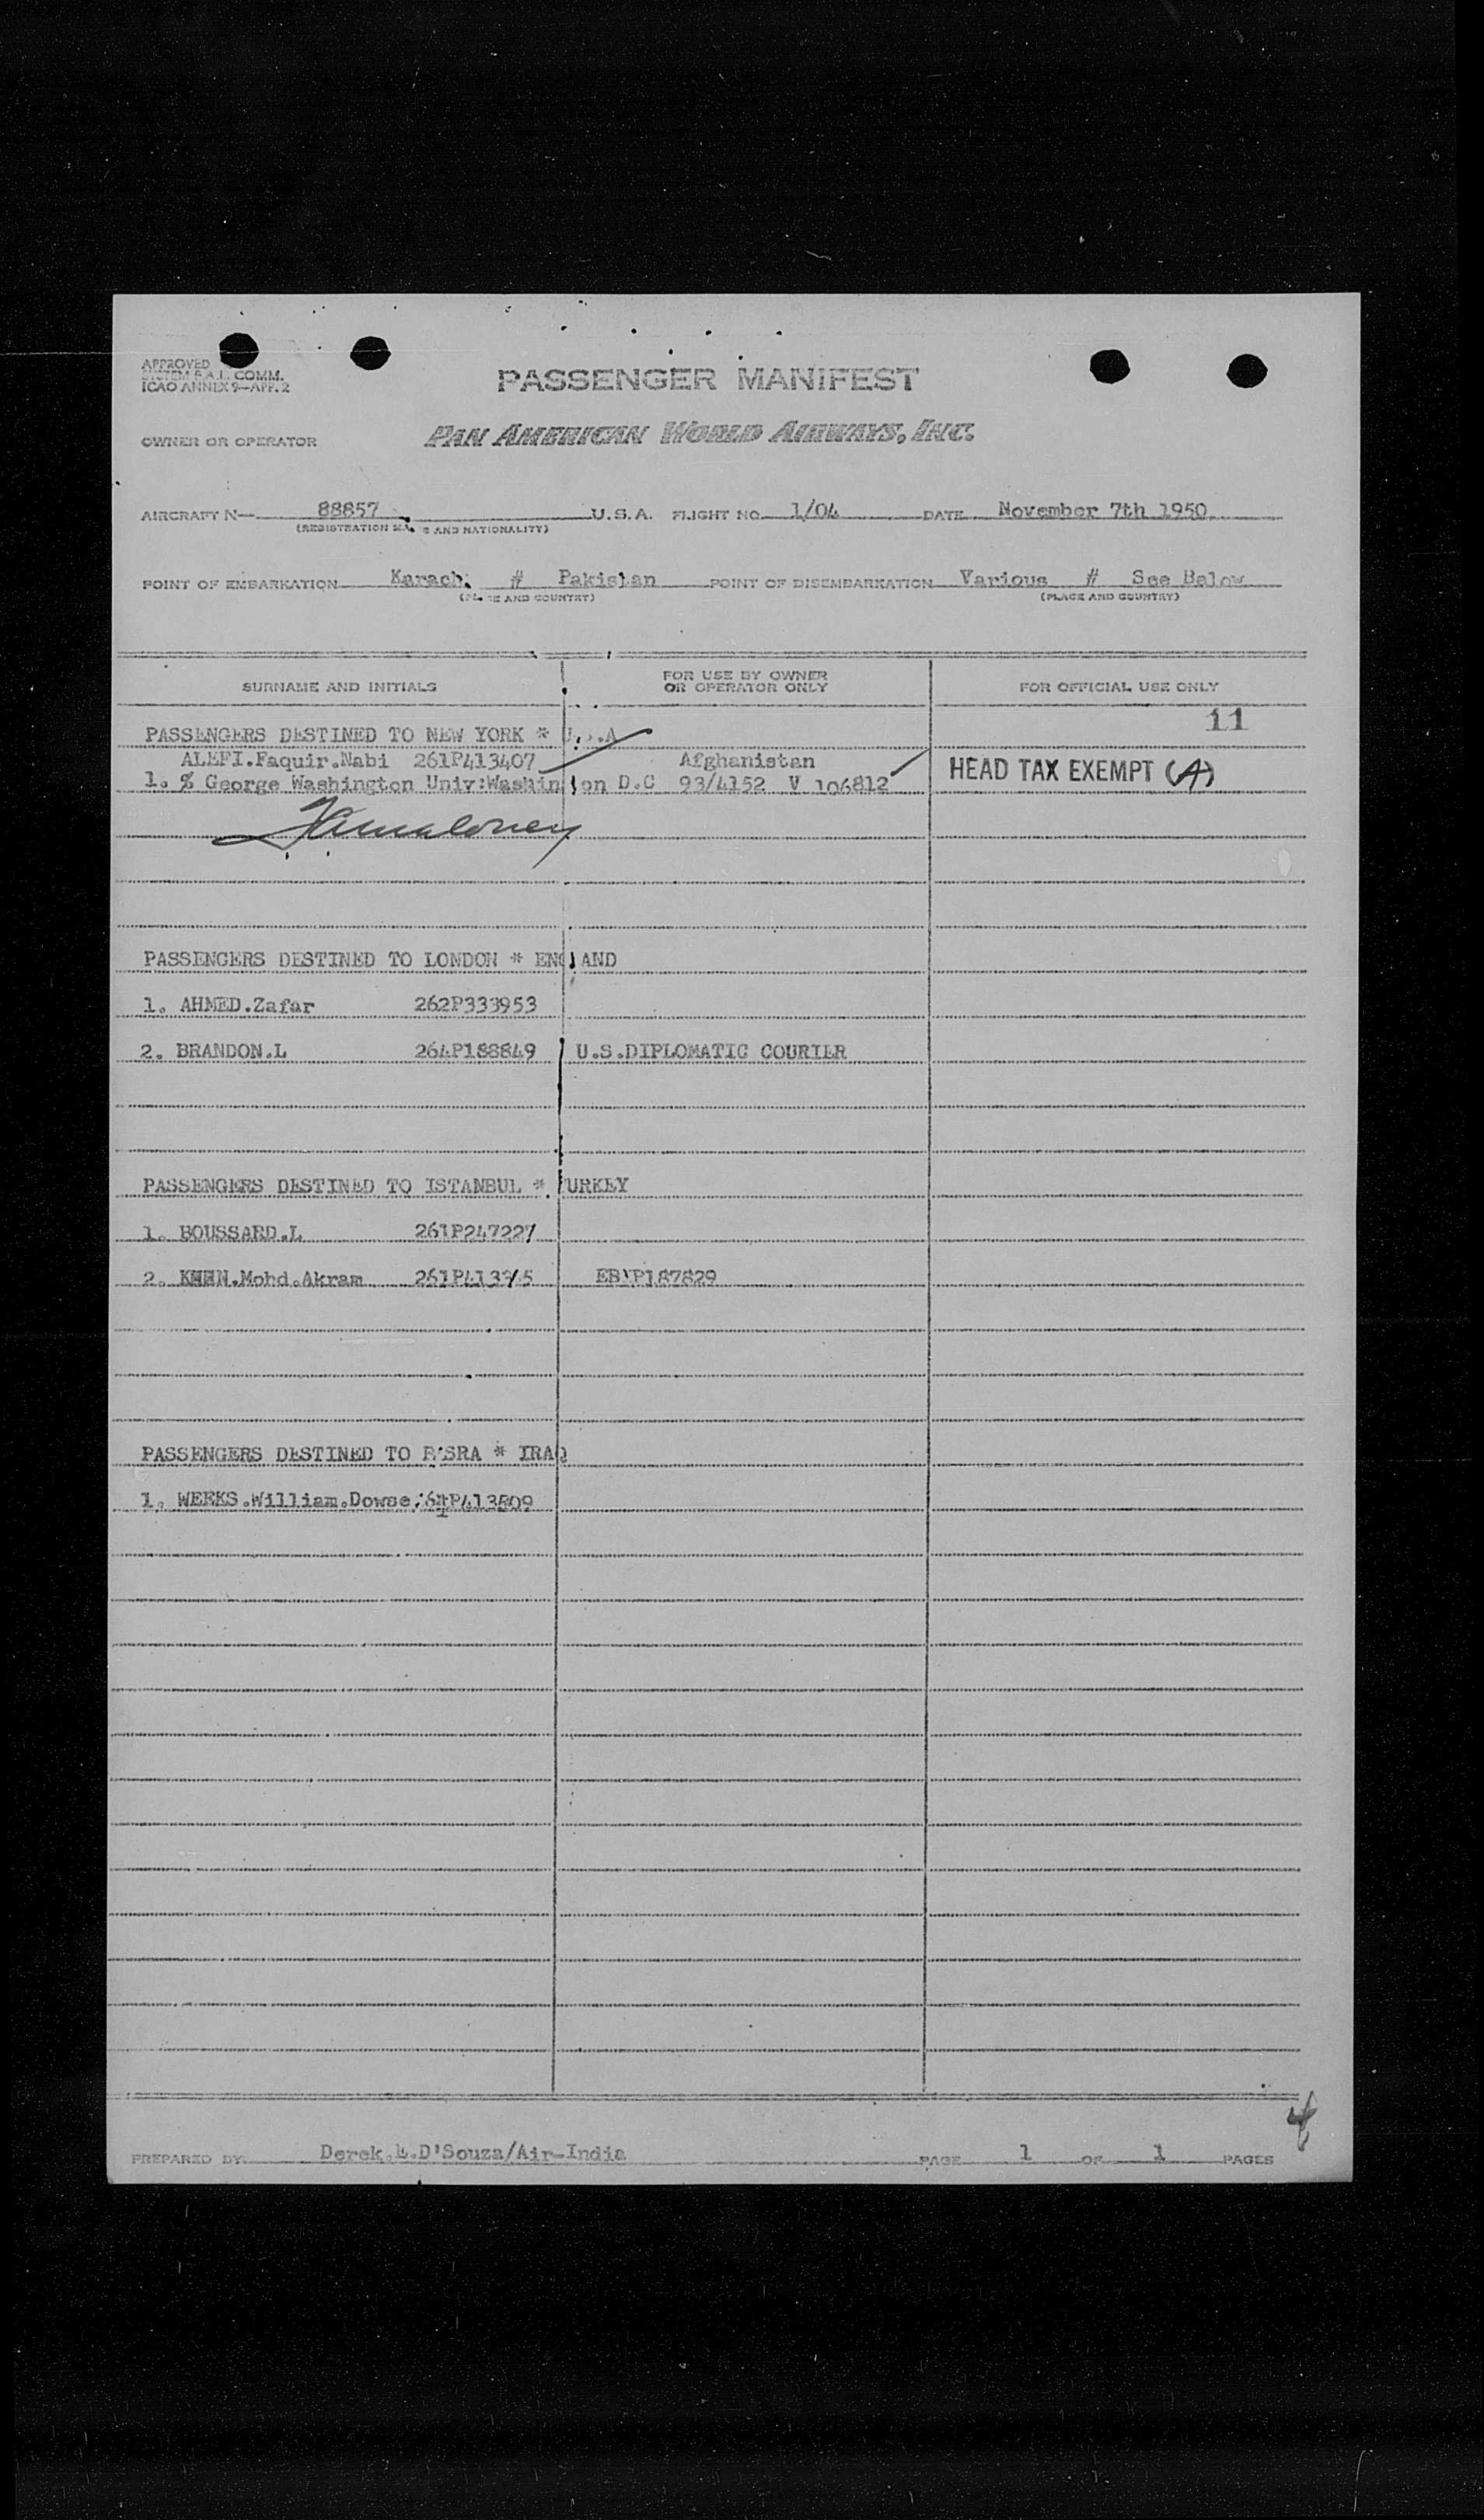 APPROVED
SYSTEM F.A.L. COMM.
ICAO ANNEX 9—APP. 2
PASSENGER MANIFEST
OWNER OR OPERATOR PAN AMERICAN WORLD AIRWAYS, INC.
AIRCRAFT N— 88857 U.S.A. FLIGHT NO. 1/04 DATE November 7th 1950
(REGISTRATION AND NATIONALITY)
POINT OF EMBARKATION Karachi # Pakistan POINT OF DISEMBARKATION Various # See Below
(PLACE AND COUNTRY) (PLACE AND COUNTRY)
SURNAME AND INITIALS FOR USE BY OWNER OR OPERATOR ONLY FOR OFFICIAL USE ONLY
11
PASSENGERS DESTINED TO NEW YORK * U.S.A
ALEFI.Faquir.Nabi 261P413407 Afghanistan
1. % George Washington Univ:Washington D.C 93/4152 V 106812 HEAD TAX EXEMPT (A)
PASSENGERS DESTINED TO LONDON * ENGLAND
1. AHMED.Zafar 262P333953
2. BRANDON.L 264P188849 U.S.DIPLOMATIC COURIER
PASSENGERS DESTINED TO ISTANBUL * TURKEY
1. BOUSSARD.L 261P247227
2. Mohd.Akram
PASSENGERS DESTINED TO BASRA * IRAQ
1. WEEKS.William.Dowse.
PREPARED BY: Derek.L.D'Souza/Air-India PAGE 1 OF 1 PAGES